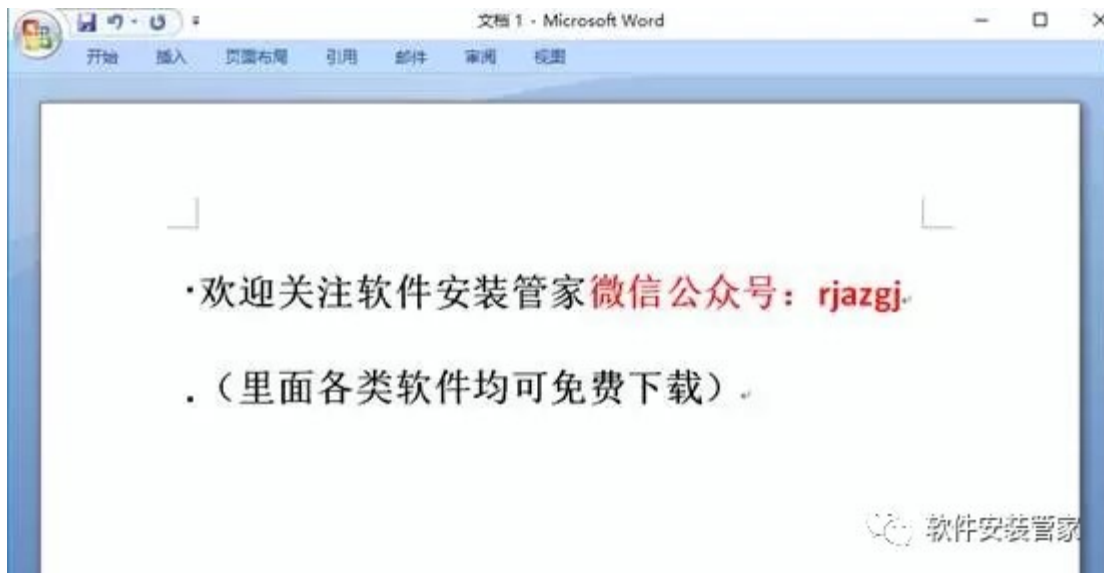 文档 1 - Microsoft Word
开始 插入 页面布局 引用 邮件 审阅 视图
·欢迎关注软件安装管家微信公众号：rjazgj
.（里面各类软件均可免费下载）
软件安装管家